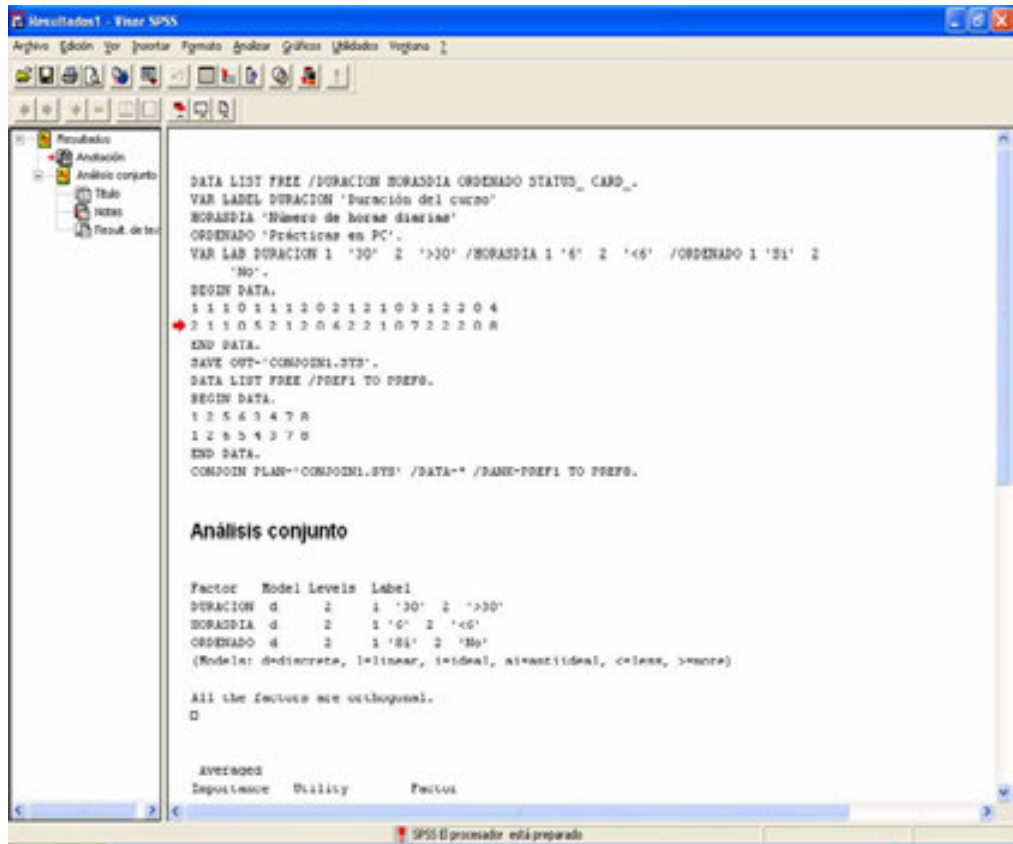 Resultados1 - Visor SPSS
Archivo Edición Ver Insertar Formato Analizar Gráficos Utilidades Ventana ?
Resultados
Anotación
Análisis conjunto
Título
Notas
Result. de tex
DATA LIST FREE /DURACION HORASDIA ORDENADO STATUS_ CARD_.
VAR LABEL DURACION 'Duración del curso'
HORASDIA 'Número de horas diarias'
ORDENADO 'Prácticas en PC'.
VAR LAB DURACION 1 '30' 2 '>30' /HORASDIA 1 '6' 2 '<6' /ORDENADO 1 'Si' 2
'No'.
BEGIN DATA.
1 1 1 0 1 1 1 2 0 2 1 2 1 0 3 1 2 2 0 4
2 1 1 0 5 2 1 2 0 6 2 2 1 0 7 2 2 2 0 8
END DATA.
SAVE OUT='CONJOIN1.SYS'.
DATA LIST FREE /PREF1 TO PREF8.
BEGIN DATA.
1 2 5 6 3 4 7 8
1 2 6 5 4 3 7 8
END DATA.
CONJOIN PLAN='CONJOIN1.SYS' /DATA=* /RANK=PREF1 TO PREF8.
Análisis conjunto
Factor Model Levels Label
DURACION d 2 1 '30' 2 '>30'
HORASDIA d 2 1 '6' 2 '<6'
ORDENADO d 2 1 'Si' 2 'No'
(Models: d=discrete, l=linear, i=ideal, ai=antiideal, <=less, >=more)
All the factors are orthogonal.
Averaged
Importance Utility Factor
SPSS El procesador está preparado